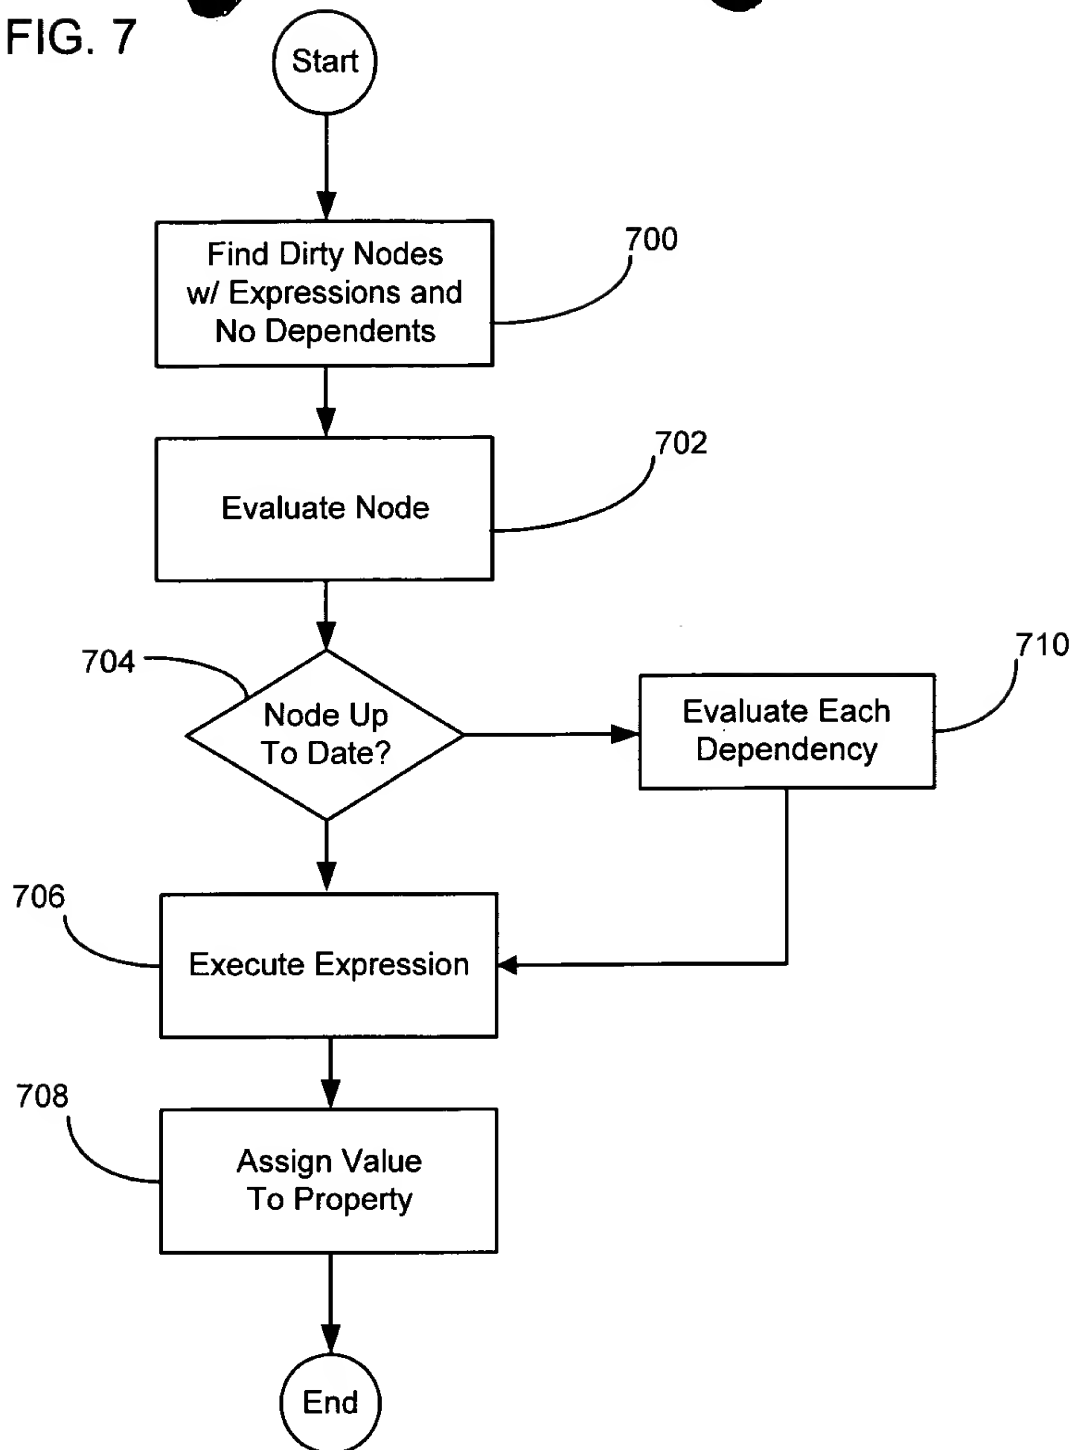 FIG. 7
Start
Find Dirty Nodes
w/ Expressions and
No Dependents
700
Evaluate Node
702
704
Node Up
To Date?
710
Evaluate Each
Dependency
706
Execute Expression
708
Assign Value
To Property
End